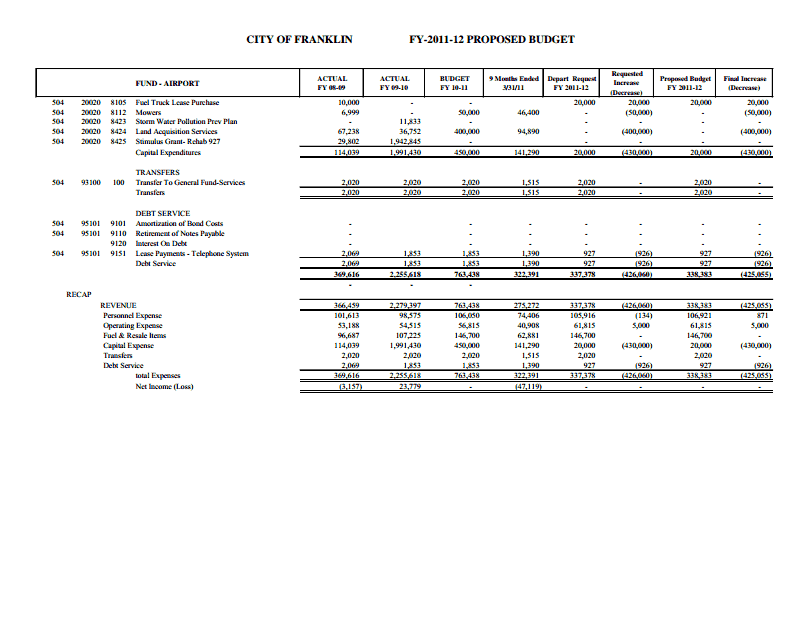 CITY OF FRANKLIN FY-2011-12 PROPOSED BUDGET
FUND - AIRPORT ACTUAL FY 08-09 ACTUAL FY 09-10 BUDGET FY 10-11 9 Months Ended 3/31/11 Depart Request FY 2011-12 Requested Increase (Decrease) Proposed Budget FY 2011-12 Final Increase (Decrease)
504 20020 8105 Fuel Truck Lease Purchase 10,000 - - 20,000 20,000 20,000 20,000
504 20020 8112 Mowers 6,999 - 50,000 46,400 - (50,000) - (50,000)
504 20020 8423 Storm Water Pollution Prev Plan - 11,833 - - - -
504 20020 8424 Land Acquisition Services 67,238 36,752 400,000 94,890 - (400,000) - (400,000)
504 20020 8425 Stimulus Grant- Rehab 927 29,802 1,942,845 - - - -
Capital Expenditures 114,039 1,991,430 450,000 141,290 20,000 (430,000) 20,000 (430,000)
TRANSFERS
504 93100 100 Transfer To General Fund-Services 2,020 2,020 2,020 1,515 2,020 - 2,020 -
Transfers 2,020 2,020 2,020 1,515 2,020 - 2,020 -
DEBT SERVICE
504 95101 9101 Amortization of Bond Costs - - - - - - -
504 95101 9110 Retirement of Notes Payable - - - - - - -
9120 Interest On Debt - - - - - - -
504 95101 9151 Lease Payments - Telephone System 2,069 1,853 1,853 1,390 927 (926) 927 (926)
Debt Service 2,069 1,853 1,853 1,390 927 (926) 927 (926)
369,616 2,255,618 763,438 322,391 337,378 (426,060) 338,383 (425,055)
- - -
RECAP
REVENUE 366,459 2,279,397 763,438 275,272 337,378 (426,060) 338,383 (425,055)
Personnel Expense 101,613 98,575 106,050 74,406 105,916 (134) 106,921 871
Operating Expense 53,188 54,515 56,815 40,908 61,815 5,000 61,815 5,000
Fuel & Resale Items 96,687 107,225 146,700 62,881 146,700 - 146,700 -
Capital Expense 114,039 1,991,430 450,000 141,290 20,000 (430,000) 20,000 (430,000)
Transfers 2,020 2,020 2,020 1,515 2,020 - 2,020 -
Debt Service 2,069 1,853 1,853 1,390 927 (926) 927 (926)
total Expenses 369,616 2,255,618 763,438 322,391 337,378 (426,060) 338,383 (425,055)
Net Income (Loss) (3,157) 23,779 - (47,119) - - - -